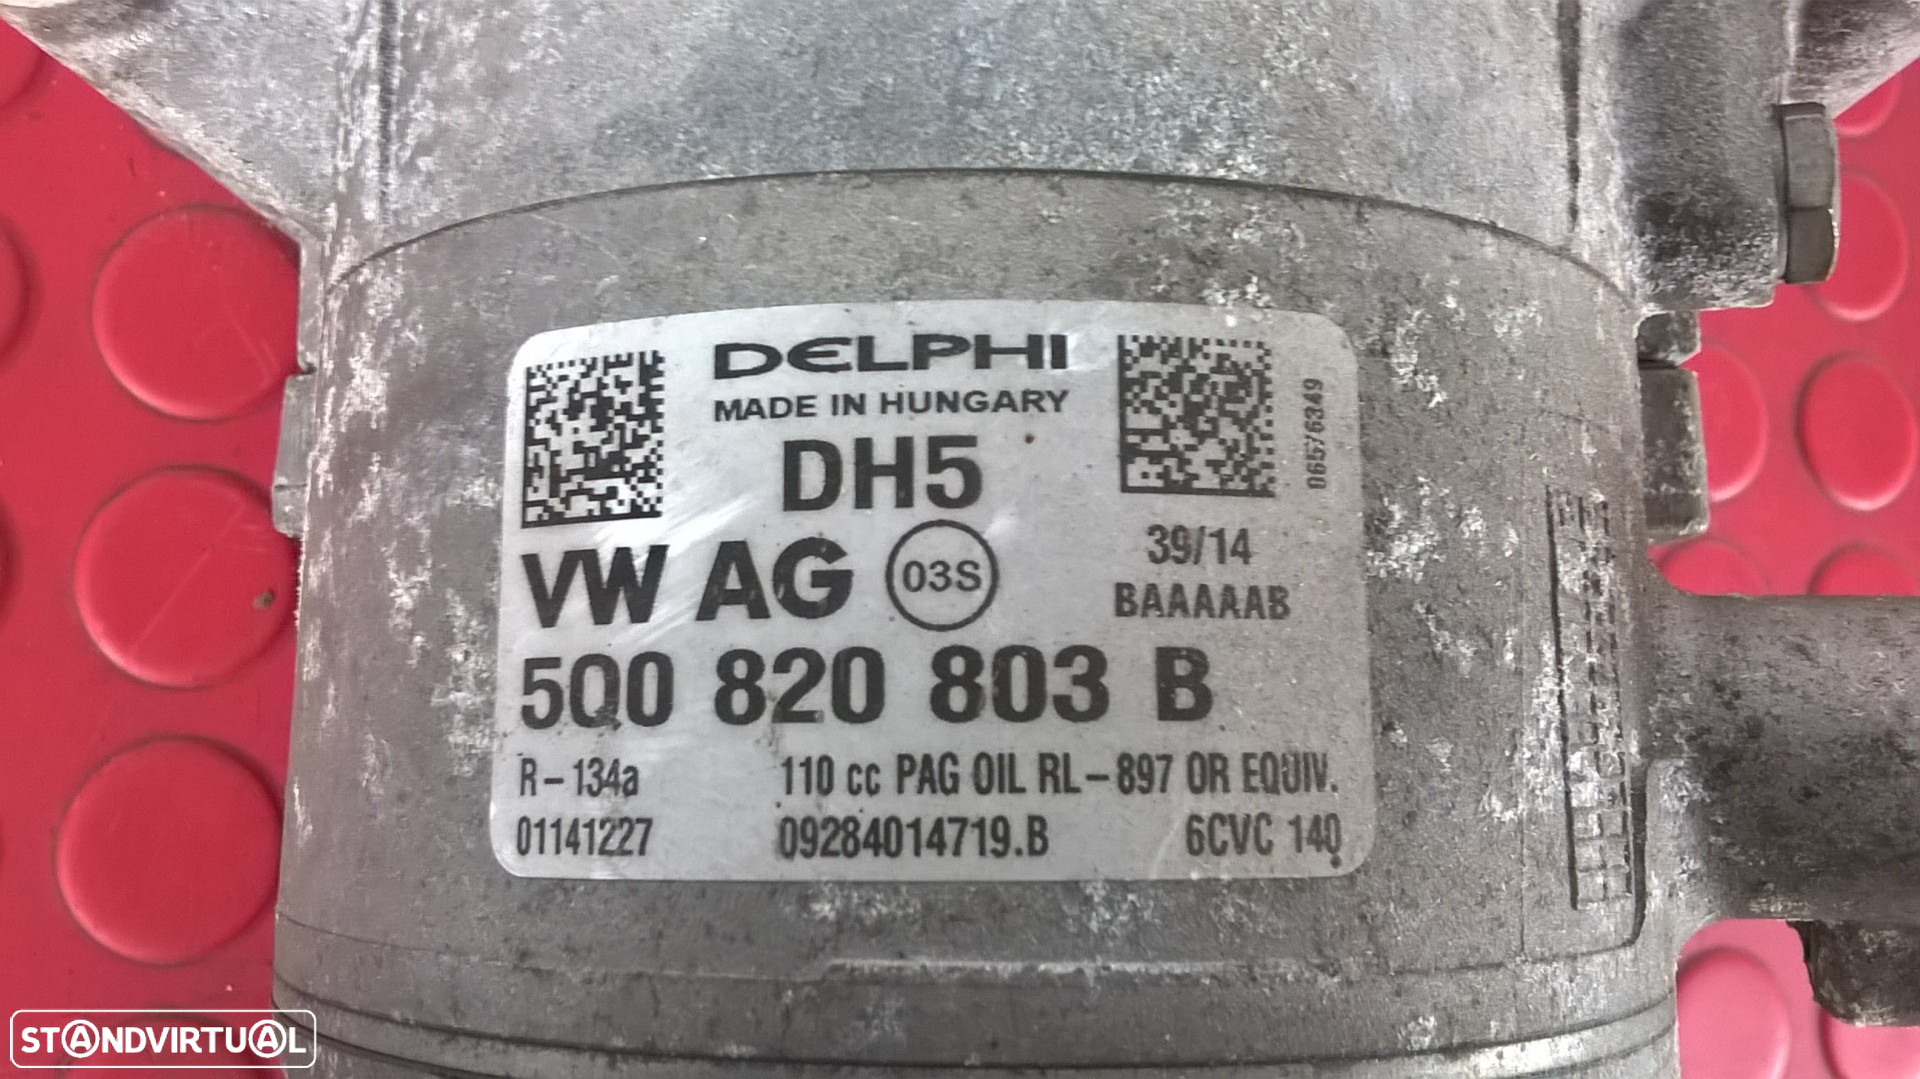 DELPHI
MADE IN HUNGARY
DH5
06576349
39/14
BAAAAAB
VW AG 03S
5Q0 820 803 B
R-134a 110 cc PAG OIL RL-897 OR EQUIV.
01141227 09284014719.B 6CVC 140
STANDVIRTUAL